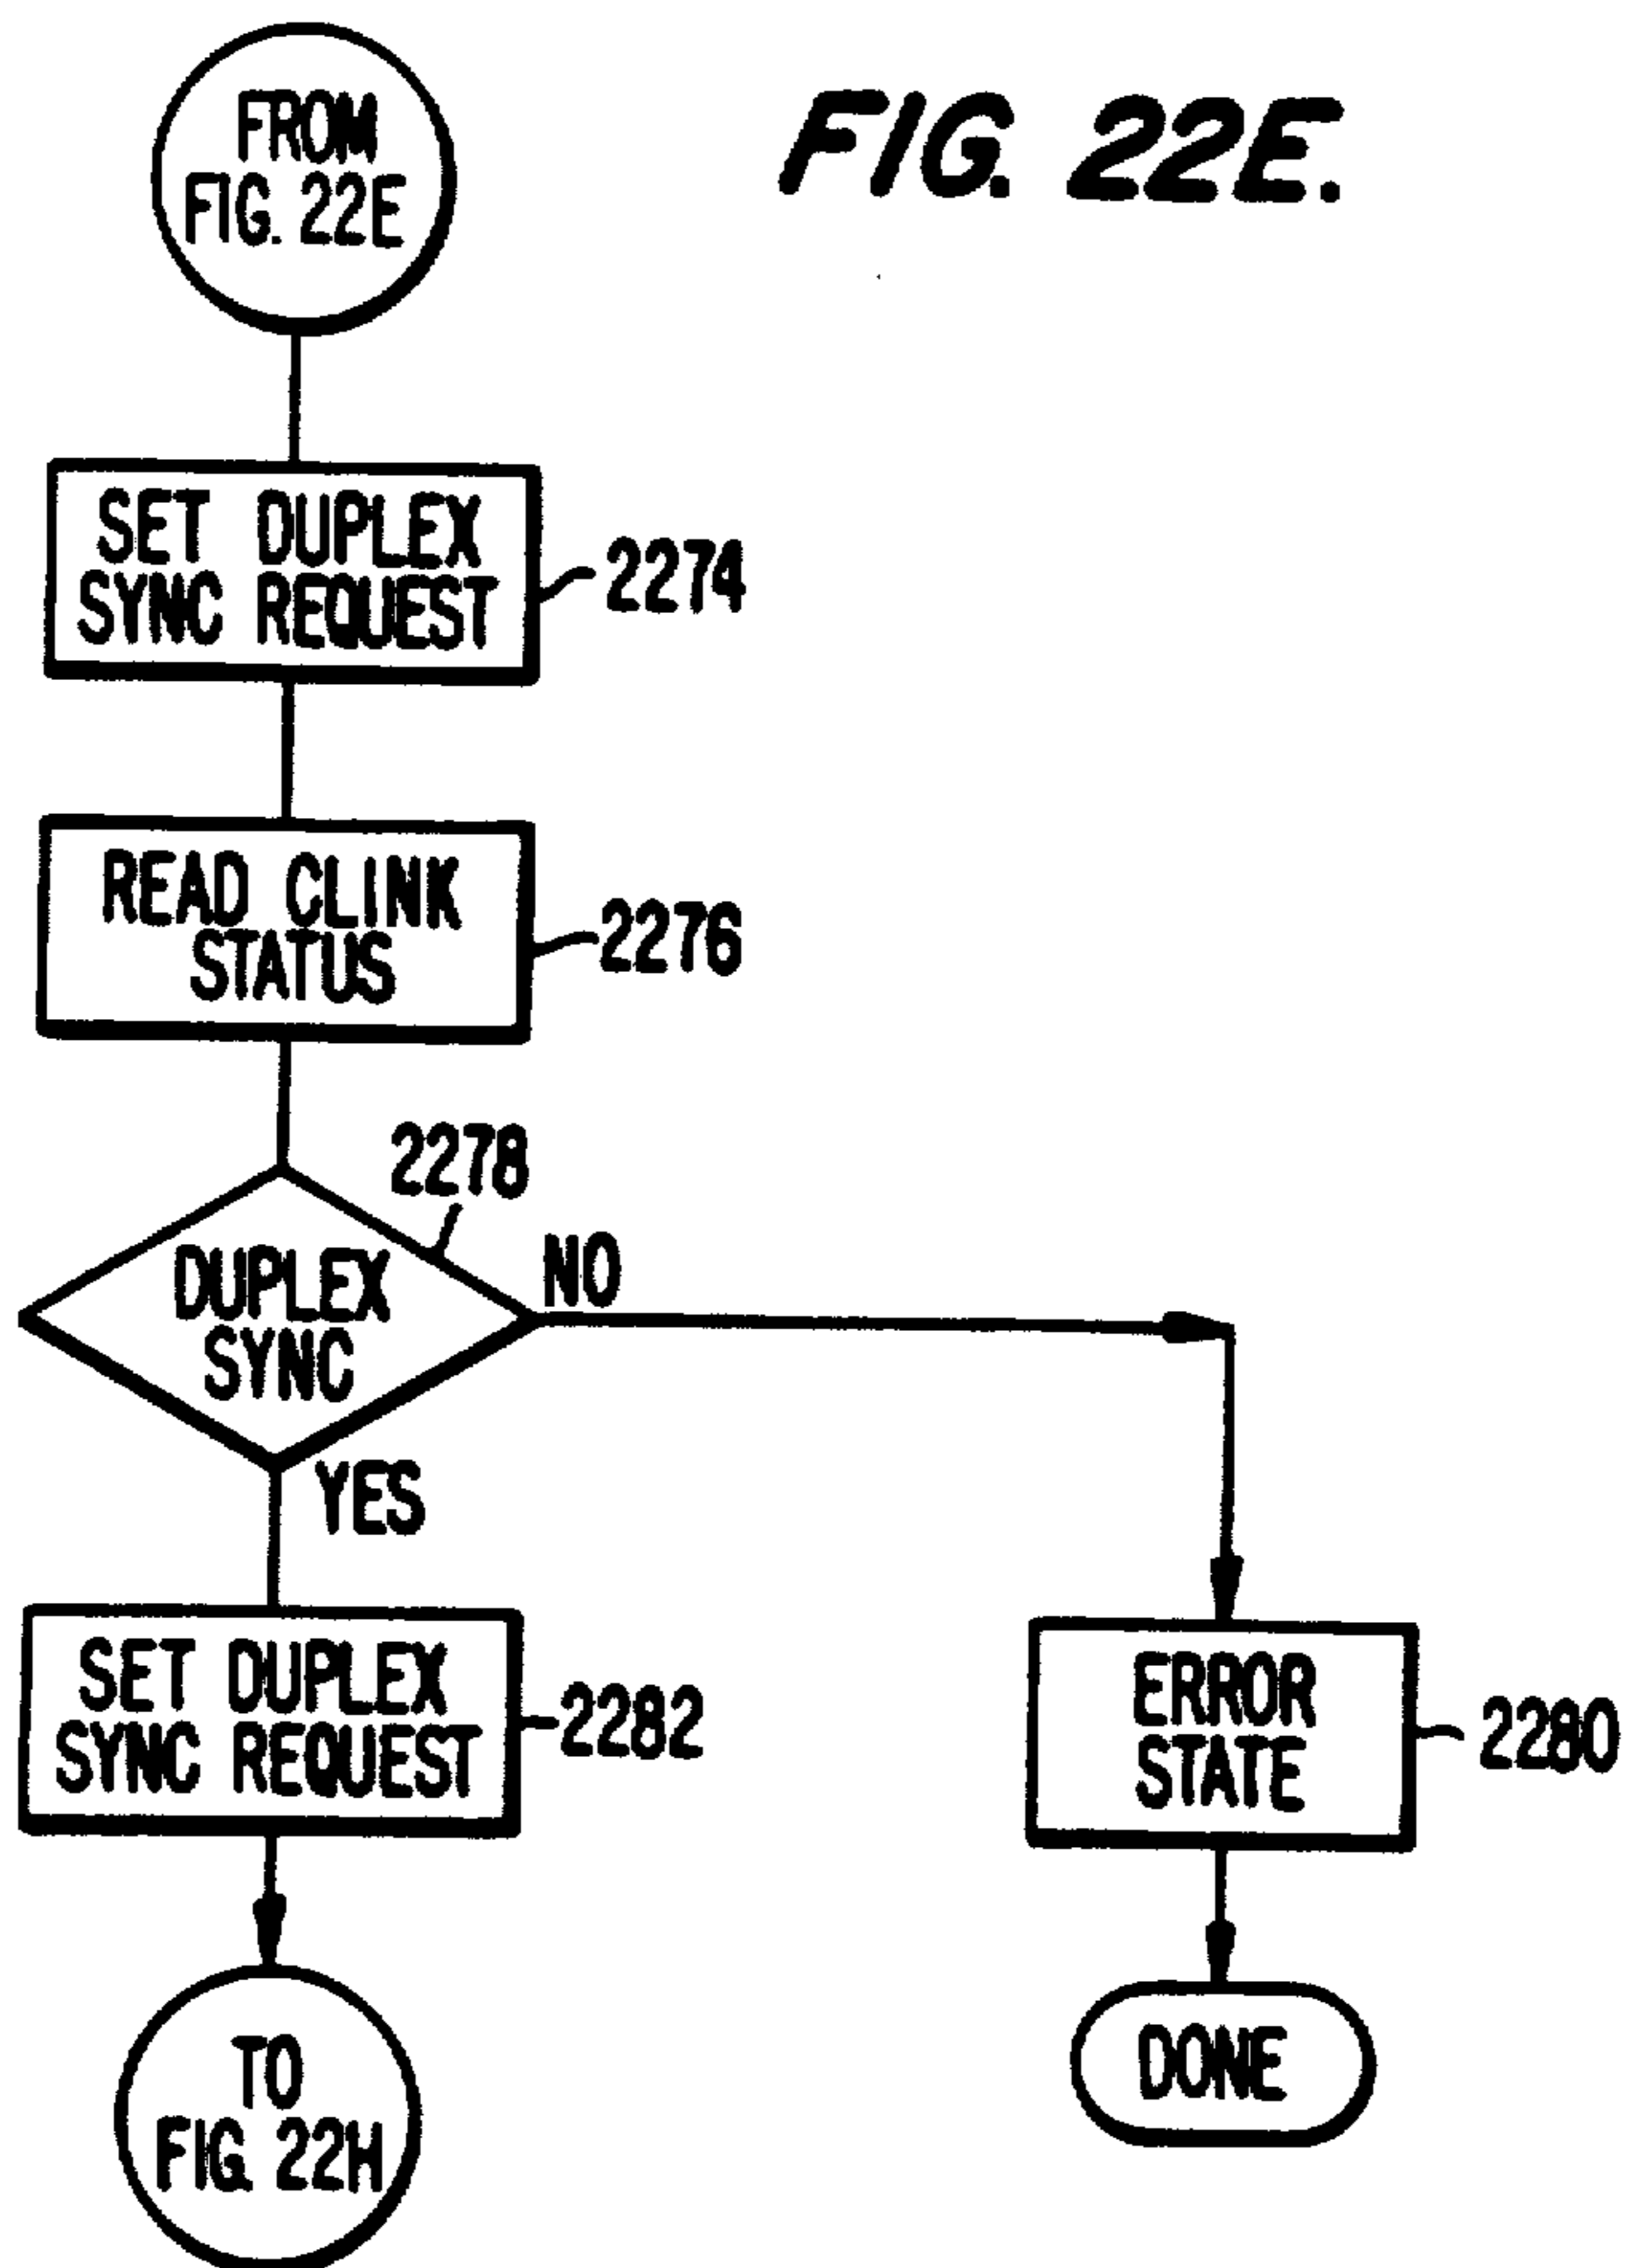 FROM
FIG. 22E
FIG. 22E.
SET DUPLEX
SYNC REQUEST
2274
READ CLINK
STATUS
2276
2278
DUPLEX
SYNC
NO
YES
SET DUPLEX
SYNC REQUEST
2282
ERROR
STATE
2280
TO
FIG. 22H
DONE